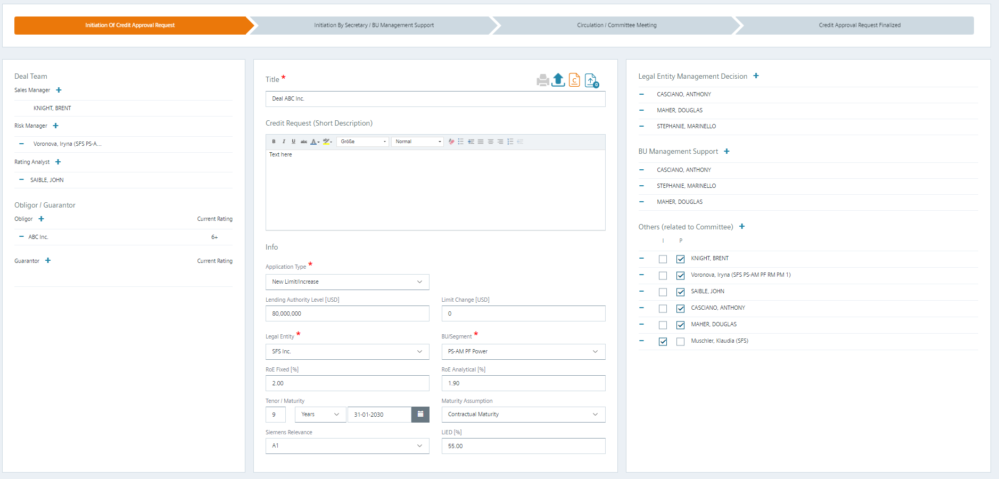 Initiation Of Credit Approval Request
Initiation By Secretary / BU Management Support
Circulation / Committee Meeting
Credit Approval Request Finalized
Deal Team
Sales Manager
KNIGHT, BRENT
Risk Manager
Voronova, Iryna (SFS PS-A...
Rating Analyst
SAIBLE, JOHN
Obligor / Guarantor
Obligor Current Rating
ABC Inc. 6+
Guarantor Current Rating
Title *
C
0
Deal ABC Inc.
Credit Request (Short Description)
B I U abc A ab Größe Normal
Text here
Info
Application Type *
New Limit/Increase
Lending Authority Level [USD] Limit Change [USD]
80,000,000 0
Legal Entity * BU/Segment *
SFS Inc. PS-AM PF Power
RoE Fixed [%] RoE Analytical [%]
2.00 1.90
Tenor / Maturity Maturity Assumption
9 Years 31-01-2030 Contractual Maturity
Siemens Relevance LiED [%]
A1 55.00
Legal Entity Management Decision
CASCIANO, ANTHONY
MAHER, DOUGLAS
STEPHANIE, MARINELLO
BU Management Support
CASCIANO, ANTHONY
STEPHANIE, MARINELLO
MAHER, DOUGLAS
Others (related to Committee)
I P
KNIGHT, BRENT
Voronova, Iryna (SFS PS-AM PF RM PM 1)
SAIBLE, JOHN
CASCIANO, ANTHONY
MAHER, DOUGLAS
Muschler, Klaudia (SFS)